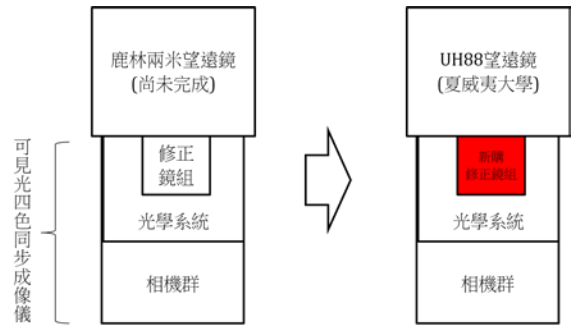 鹿林兩米望遠鏡
(尚未完成)
修正
鏡組
光學系統
相機群
可見光四色同步成像儀
UH88望遠鏡
(夏威夷大學)
新購
修正鏡組
光學系統
相機群